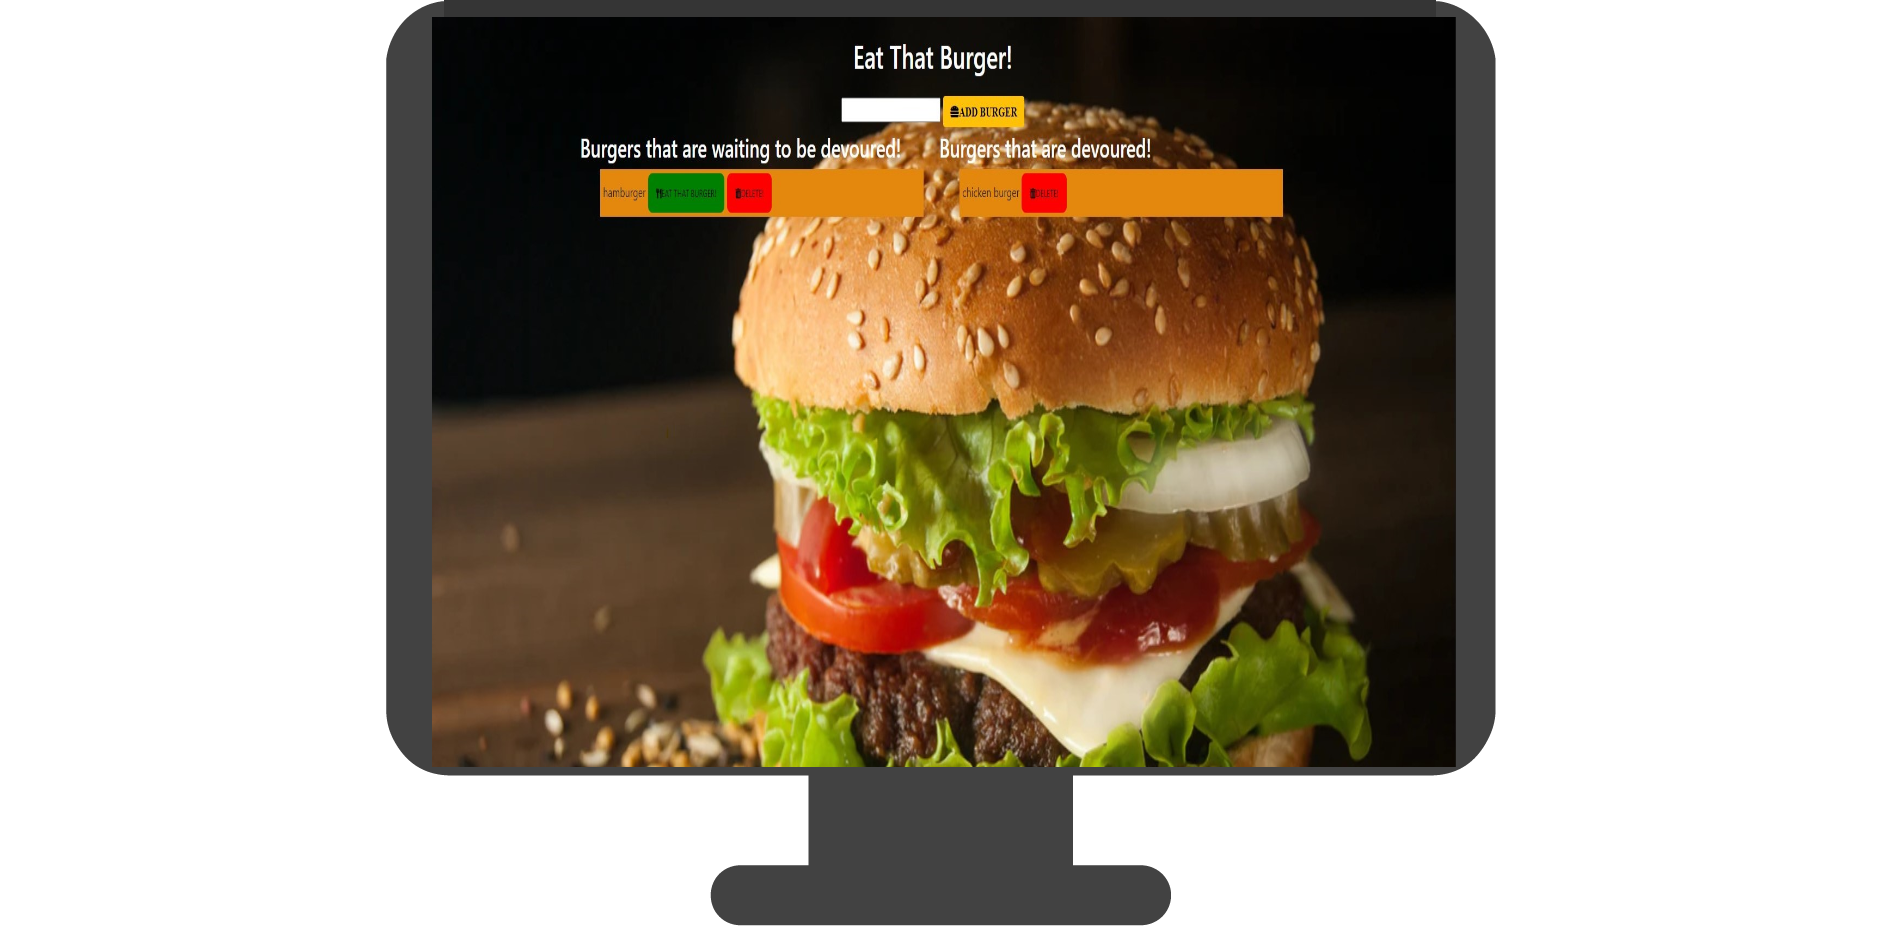 Eat That Burger!
ADD BURGER
Burgers that are waiting to be devoured!
Burgers that are devoured!
hamburger EAT THAT BURGER! DELETE!
chicken burger DELETE!